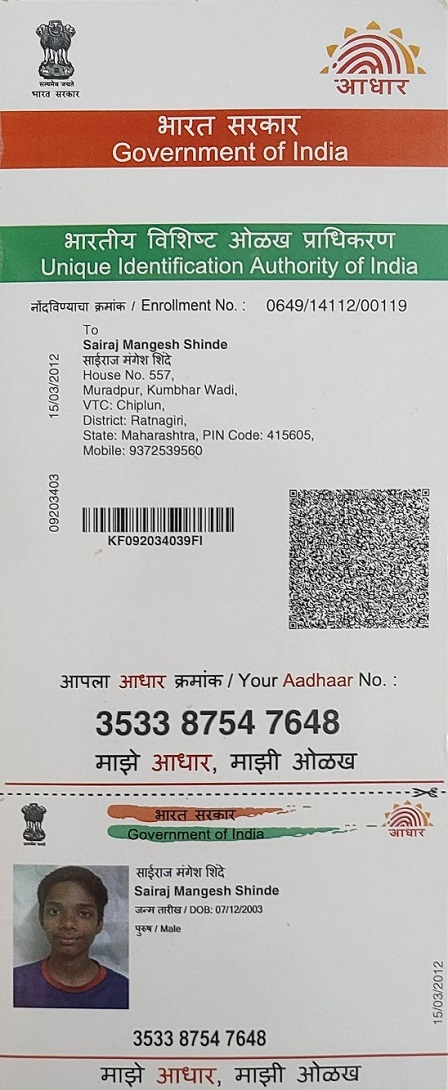 सत्यमेव जयते
भारत सरकार
आधार
भारत सरकार
Government of India
भारतीय विशिष्ट ओळख प्राधिकरण
Unique Identification Authority of India
नोंदविण्याचा क्रमांक / Enrollment No. : 0649/14112/00119
To
Sairaj Mangesh Shinde
साईराज मंगेश शिंदे
House No. 557,
Muradpur, Kumbhar Wadi,
VTC: Chiplun,
District: Ratnagiri,
State: Maharashtra, PIN Code: 415605,
Mobile: 9372539560
15/03/2012
09203403
KF092034039FI
आपला आधार क्रमांक / Your Aadhaar No. :
3533 8754 7648
माझे आधार, माझी ओळख
भारत सरकार
Government of India
आधार
साईराज मंगेश शिंदे
Sairaj Mangesh Shinde
जन्म तारीख / DOB: 07/12/2003
पुरुष / Male
15/03/2012
3533 8754 7648
माझे आधार, माझी ओळख